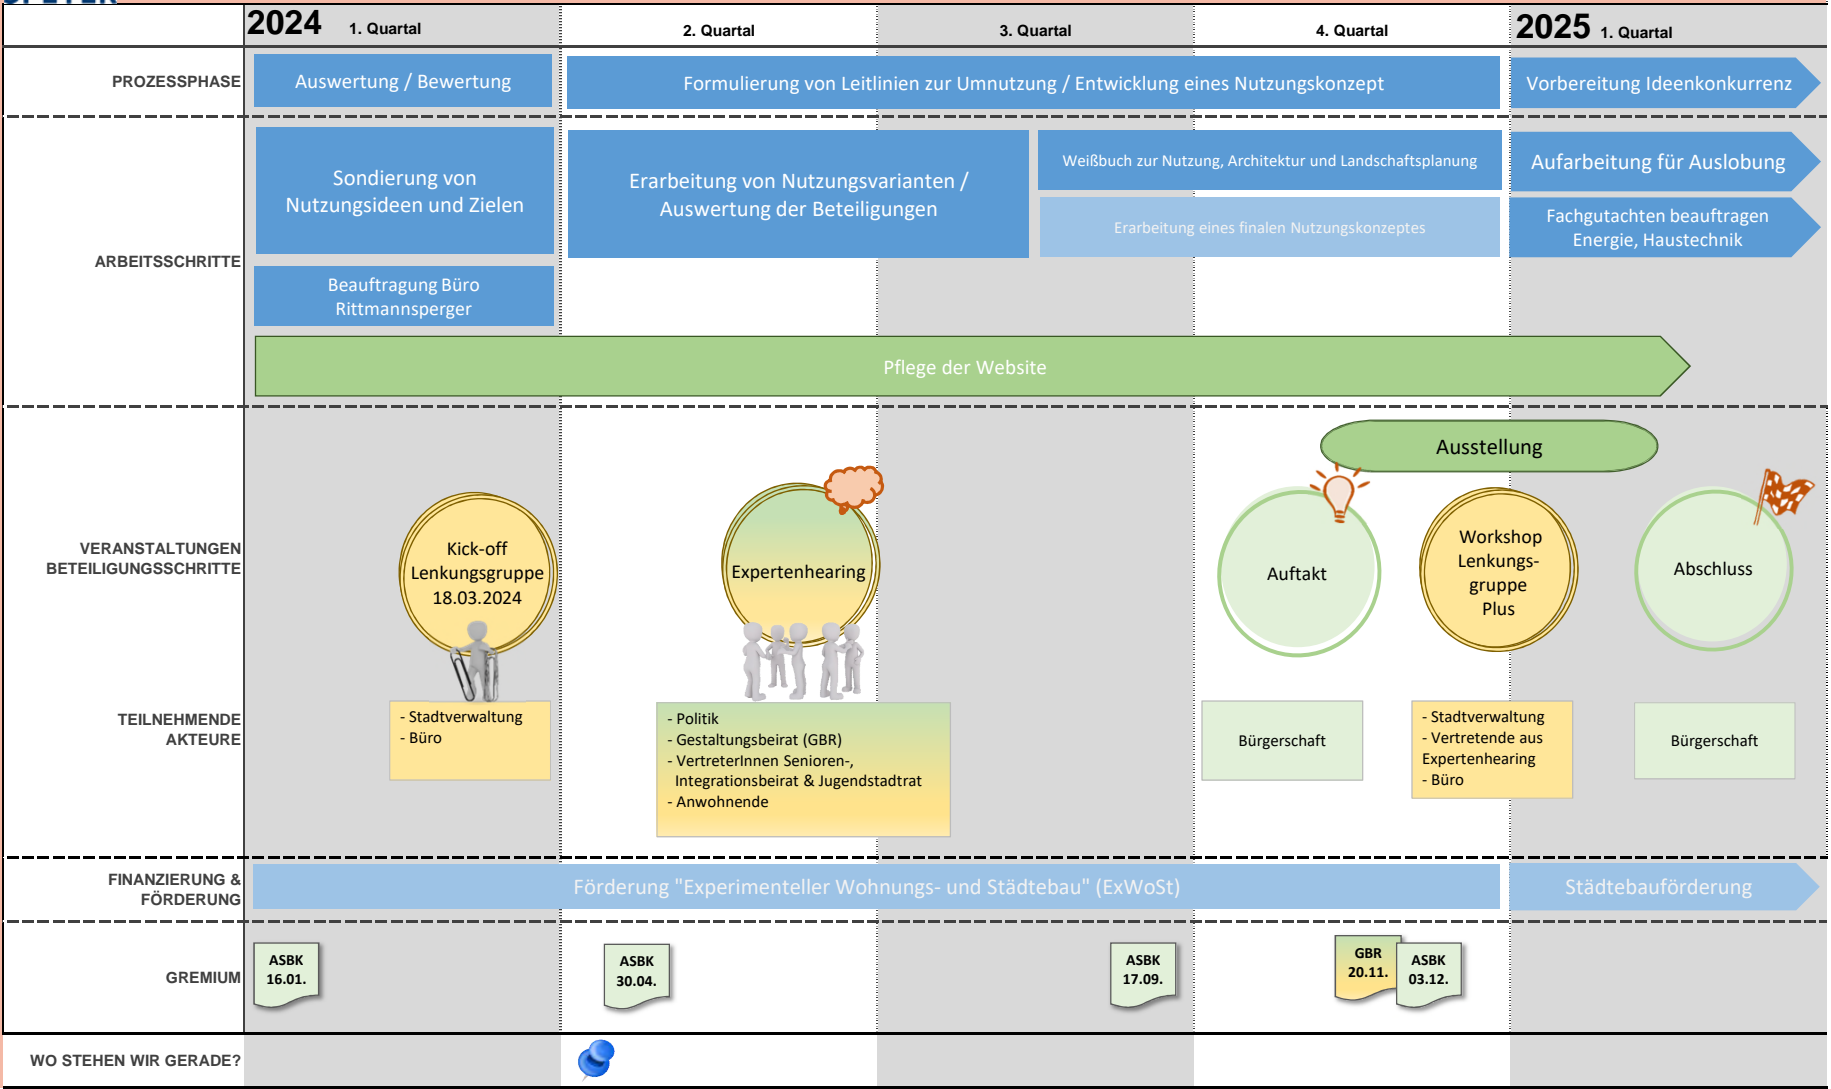 2024 1. Quartal
2. Quartal
3. Quartal
4. Quartal
2025 1. Quartal
PROZESSPHASE
Auswertung / Bewertung
Formulierung von Leitlinien zur Umnutzung / Entwicklung eines Nutzungskonzept
Vorbereitung Ideenkonkurrenz
ARBEITSSCHRITTE
Sondierung von
Nutzungsideen und Zielen
Beauftragung Büro
Rittmannsperger
Erarbeitung von Nutzungsvarianten /
Auswertung der Beteiligungen
Weißbuch zur Nutzung, Architektur und Landschaftsplanung
Erarbeitung eines finalen Nutzungskonzeptes
Aufarbeitung für Auslobung
Fachgutachten beauftragen
Energie, Haustechnik
Pflege der Website
VERANSTALTUNGEN
BETEILIGUNGSSCHRITTE
Ausstellung
Kick-off
Lenkungsgruppe
18.03.2024
Expertenhearing
Auftakt
Workshop
Lenkungs-
gruppe
Plus
Abschluss
TEILNEHMENDE
AKTEURE
- Stadtverwaltung
- Büro
- Politik
- Gestaltungsbeirat (GBR)
- VertreterInnen Senioren-,
Integrationsbeirat & Jugendstadtrat
- Anwohnende
Bürgerschaft
- Stadtverwaltung
- Vertretende aus
Expertenhearing
- Büro
Bürgerschaft
FINANZIERUNG &
FÖRDERUNG
Förderung "Experimenteller Wohnungs- und Städtebau" (ExWoSt)
Städtebauförderung
GREMIUM
ASBK
16.01.
ASBK
30.04.
ASBK
17.09.
GBR
20.11.
ASBK
03.12.
WO STEHEN WIR GERADE?